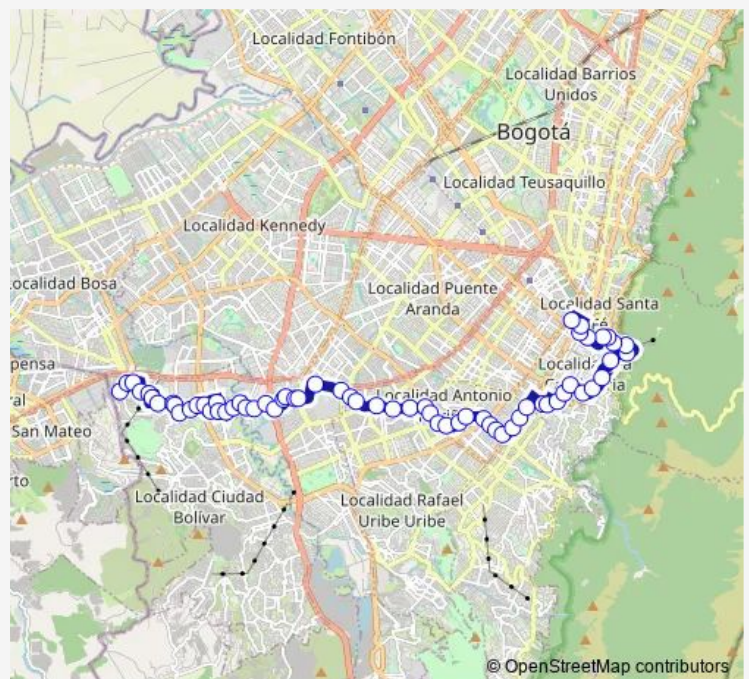 Localidad Fontibón
Localidad Barrios
Unidos
Bogotá
Localidad Teusaquillo
Localidad Kennedy
Localidad Bosa
Localidad Puente
Aranda
Localidad Santa
Localidad Antonio
San Mateo
Localidad Ciudad
Bolívar
Localidad Rafael
Uribe Uribe
© OpenStreetMap contributors